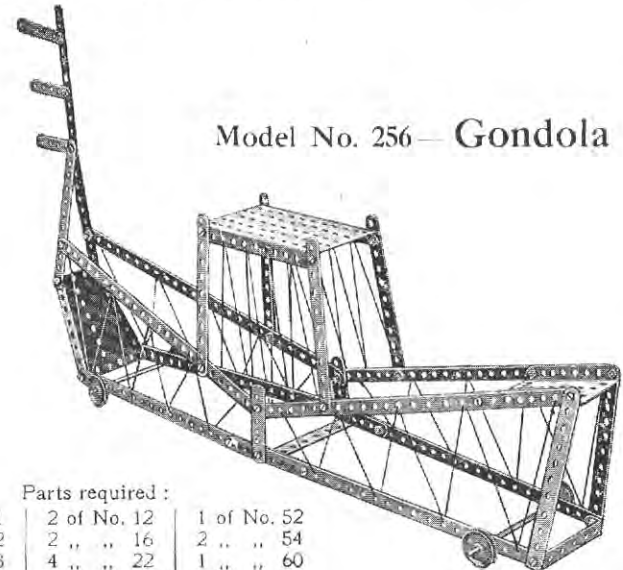 Model No. 256 — Gondola
Parts required :
2 of No. 12 1 of No. 52
2 „ „ 16 2 „ „ 54
4 „ „ 22 1 „ „ 60